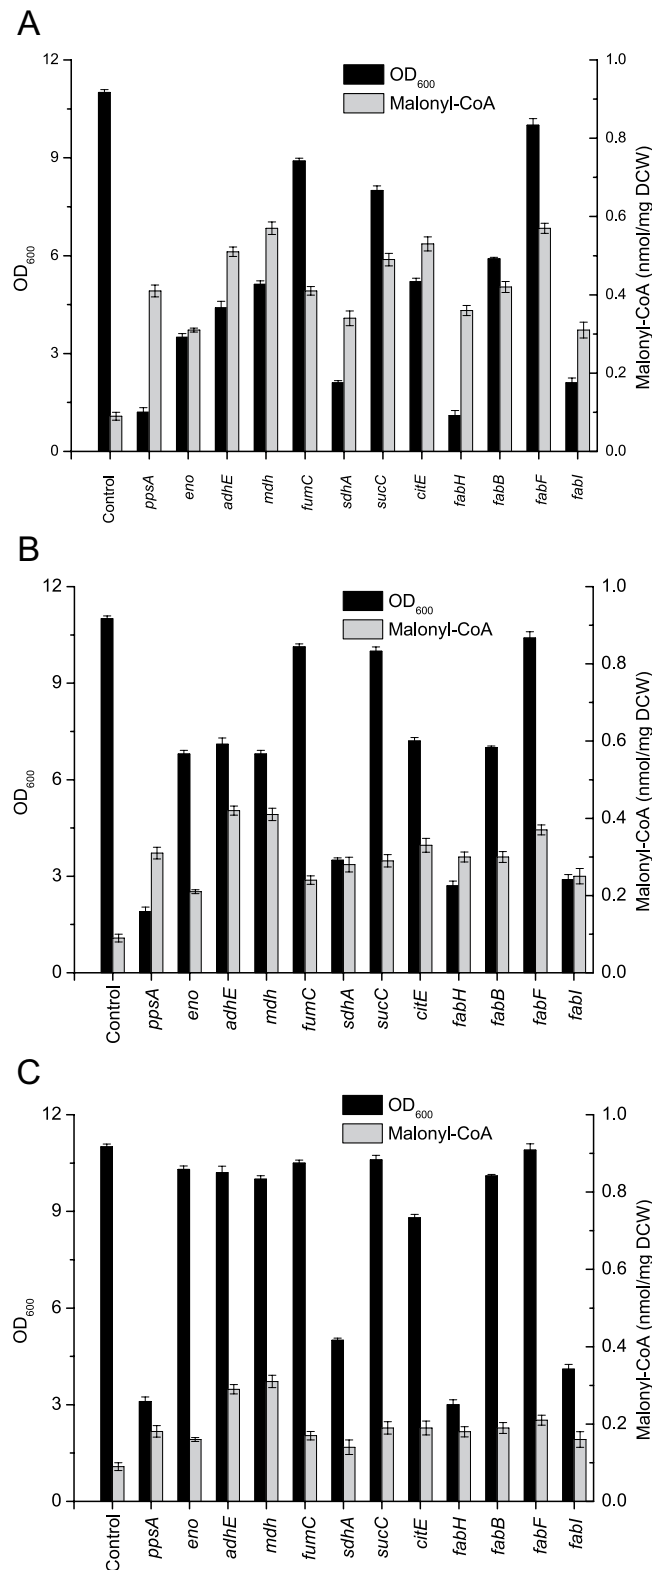 A
12
9
6
3
0
OD600
OD600
Malonyl-CoA
1.0
0.8
0.6
0.4
0.2
0.0
Malonyl-CoA (nmol/mg DCW)
Control ppsA eno adhE mdh fumC sdhA sucC citE fabH fabB fabF fabI
B
12
9
6
3
0
OD600
OD600
Malonyl-CoA
1.0
0.8
0.6
0.4
0.2
0.0
Malonyl-CoA (nmol/mg DCW)
Control ppsA eno adhE mdh fumC sdhA sucC citE fabH fabB fabF fabI
C
12
9
6
3
0
OD600
OD600
Malonyl-CoA
1.0
0.8
0.6
0.4
0.2
0.0
Malonyl-CoA (nmol/mg DCW)
Control ppsA eno adhE mdh fumC sdhA sucC citE fabH fabB fabF fabI